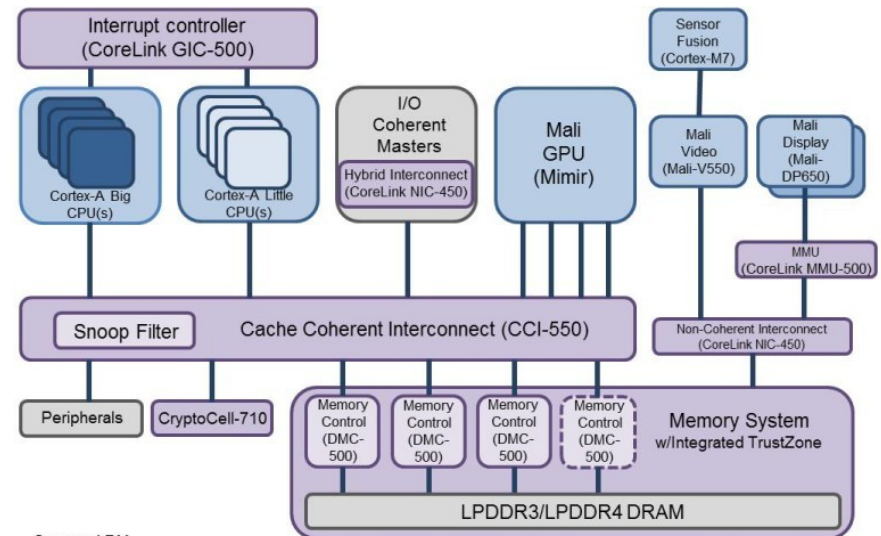 Interrupt controller
(CoreLink GIC-500)
Cortex-A Big
CPU(s)
Cortex-A Little
CPU(s)
I/O
Coherent
Masters
Hybrid Interconnect
(CoreLink NIC-450)
Mali
GPU
(Mimir)
Sensor
Fusion
(Cortex-M7)
Mali
Video
(Mali-V550)
Mali
Display
(Mali-
DP650)
MMU
(CoreLink MMU-500)
Snoop Filter
Cache Coherent Interconnect (CCI-550)
Non-Coherent Interconnect
(CoreLink NIC-450)
Peripherals
CryptoCell-710
Memory
Control
(DMC-
500)
Memory
Control
(DMC-
500)
Memory
Control
(DMC-
500)
Memory
Control
(DMC-
500)
Memory System
w/Integrated TrustZone
LPDDR3/LPDDR4 DRAM